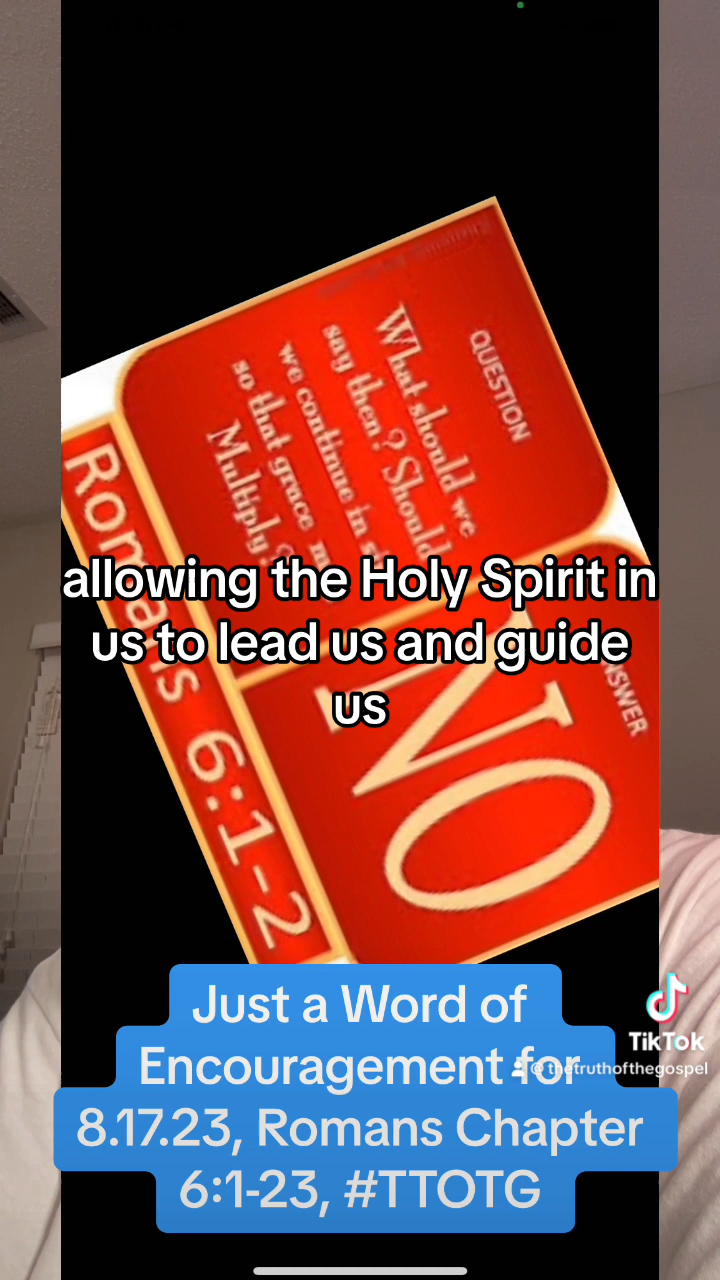 QUESTION
What should we
say then? Should
we continue in
so that grace
Multiply?
Romans 6:1-2
NO
allowing the Holy Spirit in
us to lead us and guide
us
Just a Word of
Encouragement for
8.17.23, Romans Chapter
6:1-23, #TTOTG
TikTok
@thetruthofthegospel